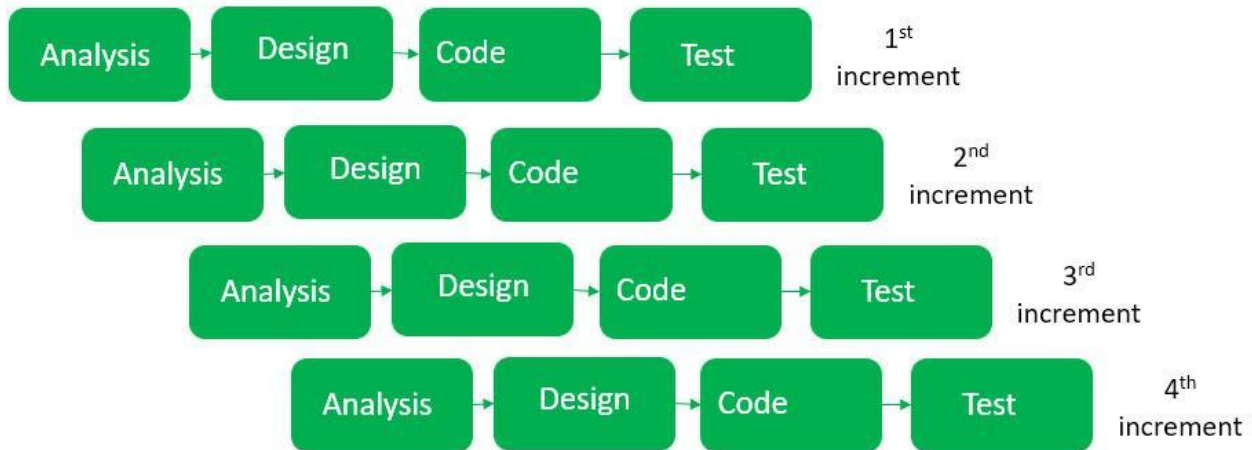 Analysis Design Code Test 1st increment
Analysis Design Code Test 2nd increment
Analysis Design Code Test 3rd increment
Analysis Design Code Test 4th increment